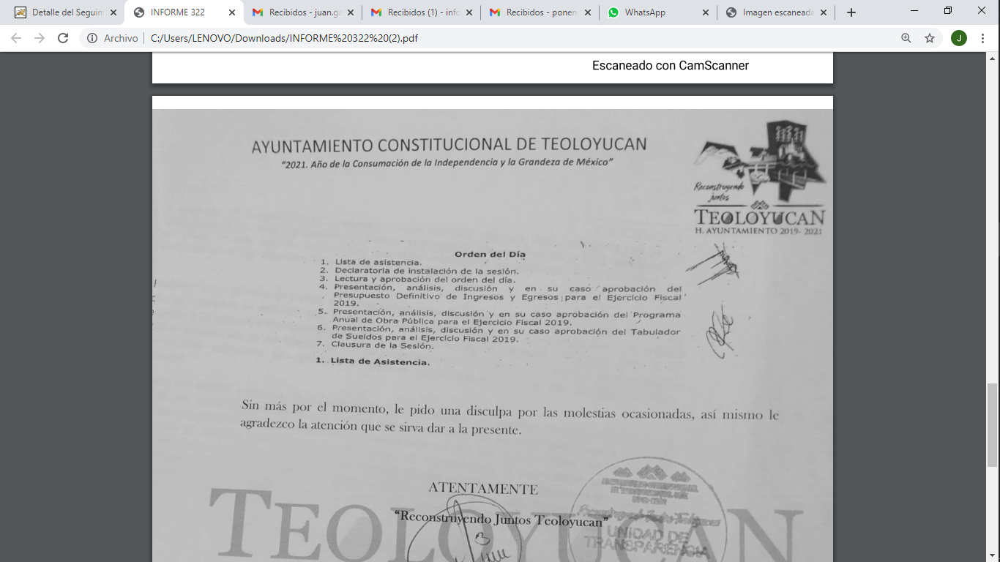 Detalle del Seguim
INFORME 322
Recibidos - juan.ga
Recibidos (1) - info
Recibidos - ponen
WhatsApp
Imagen escaneada
Archivo
C:/Users/LENOVO/Downloads/INFORME%20322%20(2).pdf
J
Escaneado con CamScanner
AYUNTAMIENTO CONSTITUCIONAL DE TEOLOYUCAN
"2021. Año de la Consumación de la Independencia y la Grandeza de México"
Reconstruyendo
juntos
TEOLOYUCAN
H. AYUNTAMIENTO 2019- 2021
Orden del Día
1. Lista de asistencia.
2. Declaratoria de instalación de la sesión.
3. Lectura y aprobación del orden del día.
4. Presentación, análisis, discusión y en su caso aprobación del
Presupuesto Definitivo de Ingresos y Egresos para el Ejercicio Fiscal
2019.
5. Presentación, análisis, discusión y en su caso aprobación del Programa
Anual de Obra Pública para el Ejercicio Fiscal 2019.
6. Presentación, análisis, discusión y en su caso aprobación del Tabulador
de Sueldos para el Ejercicio Fiscal 2019.
7. Clausura de la Sesión.
1. Lista de Asistencia.
Sin más por el momento, le pido una disculpa por las molestias ocasionadas, así mismo le
agradezco la atención que se sirva dar a la presente.
ATENTAMENTE
"Reconstruyendo Juntos Teoloyucan"
TEOLOYUCAN
UNIDAD DE
TRANSPARENCIA